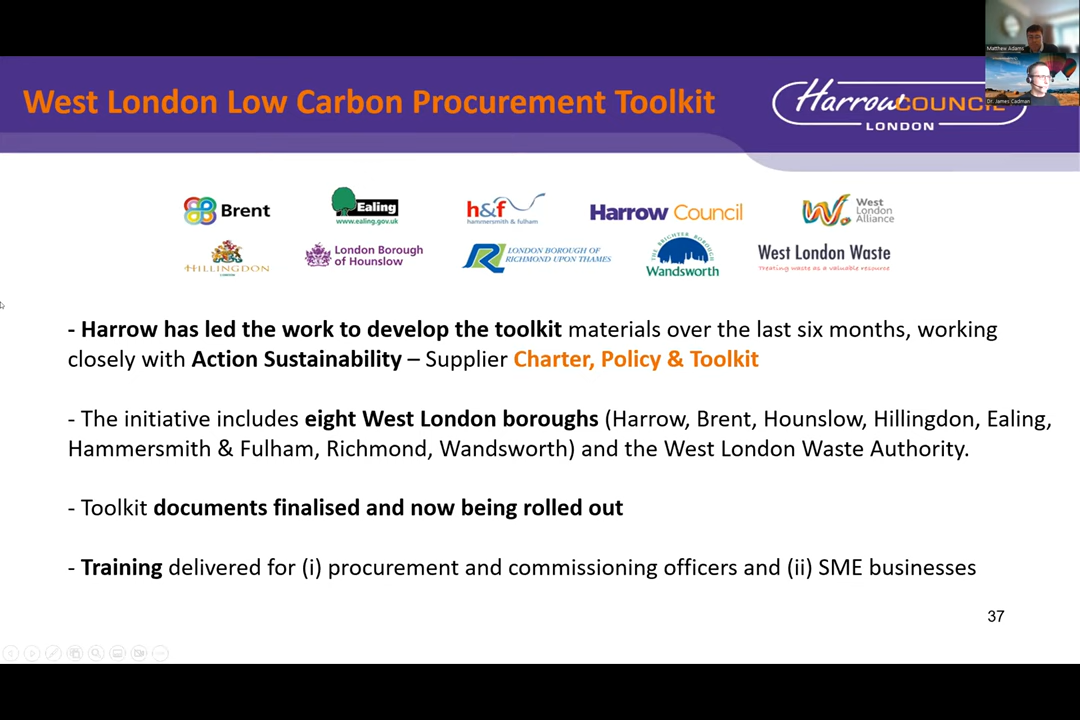 Matthew Adams
Dr. James Cadman
West London Low Carbon Procurement Toolkit
Harrow COUNCIL
LONDON
Brent
Ealing
www.ealing.gov.uk
h&f
hammersmith & fulham
Harrow Council
West
London
Alliance
HILLINGDON
LONDON
London Borough
of Hounslow
LONDON BOROUGH OF
RICHMOND UPON THAMES
THE BRIGHTER BOROUGH
Wandsworth
West London Waste
Treating waste as a valuable resource
- Harrow has led the work to develop the toolkit materials over the last six months, working
closely with Action Sustainability – Supplier Charter, Policy & Toolkit
- The initiative includes eight West London boroughs (Harrow, Brent, Hounslow, Hillingdon, Ealing,
Hammersmith & Fulham, Richmond, Wandsworth) and the West London Waste Authority.
- Toolkit documents finalised and now being rolled out
- Training delivered for (i) procurement and commissioning officers and (ii) SME businesses
37